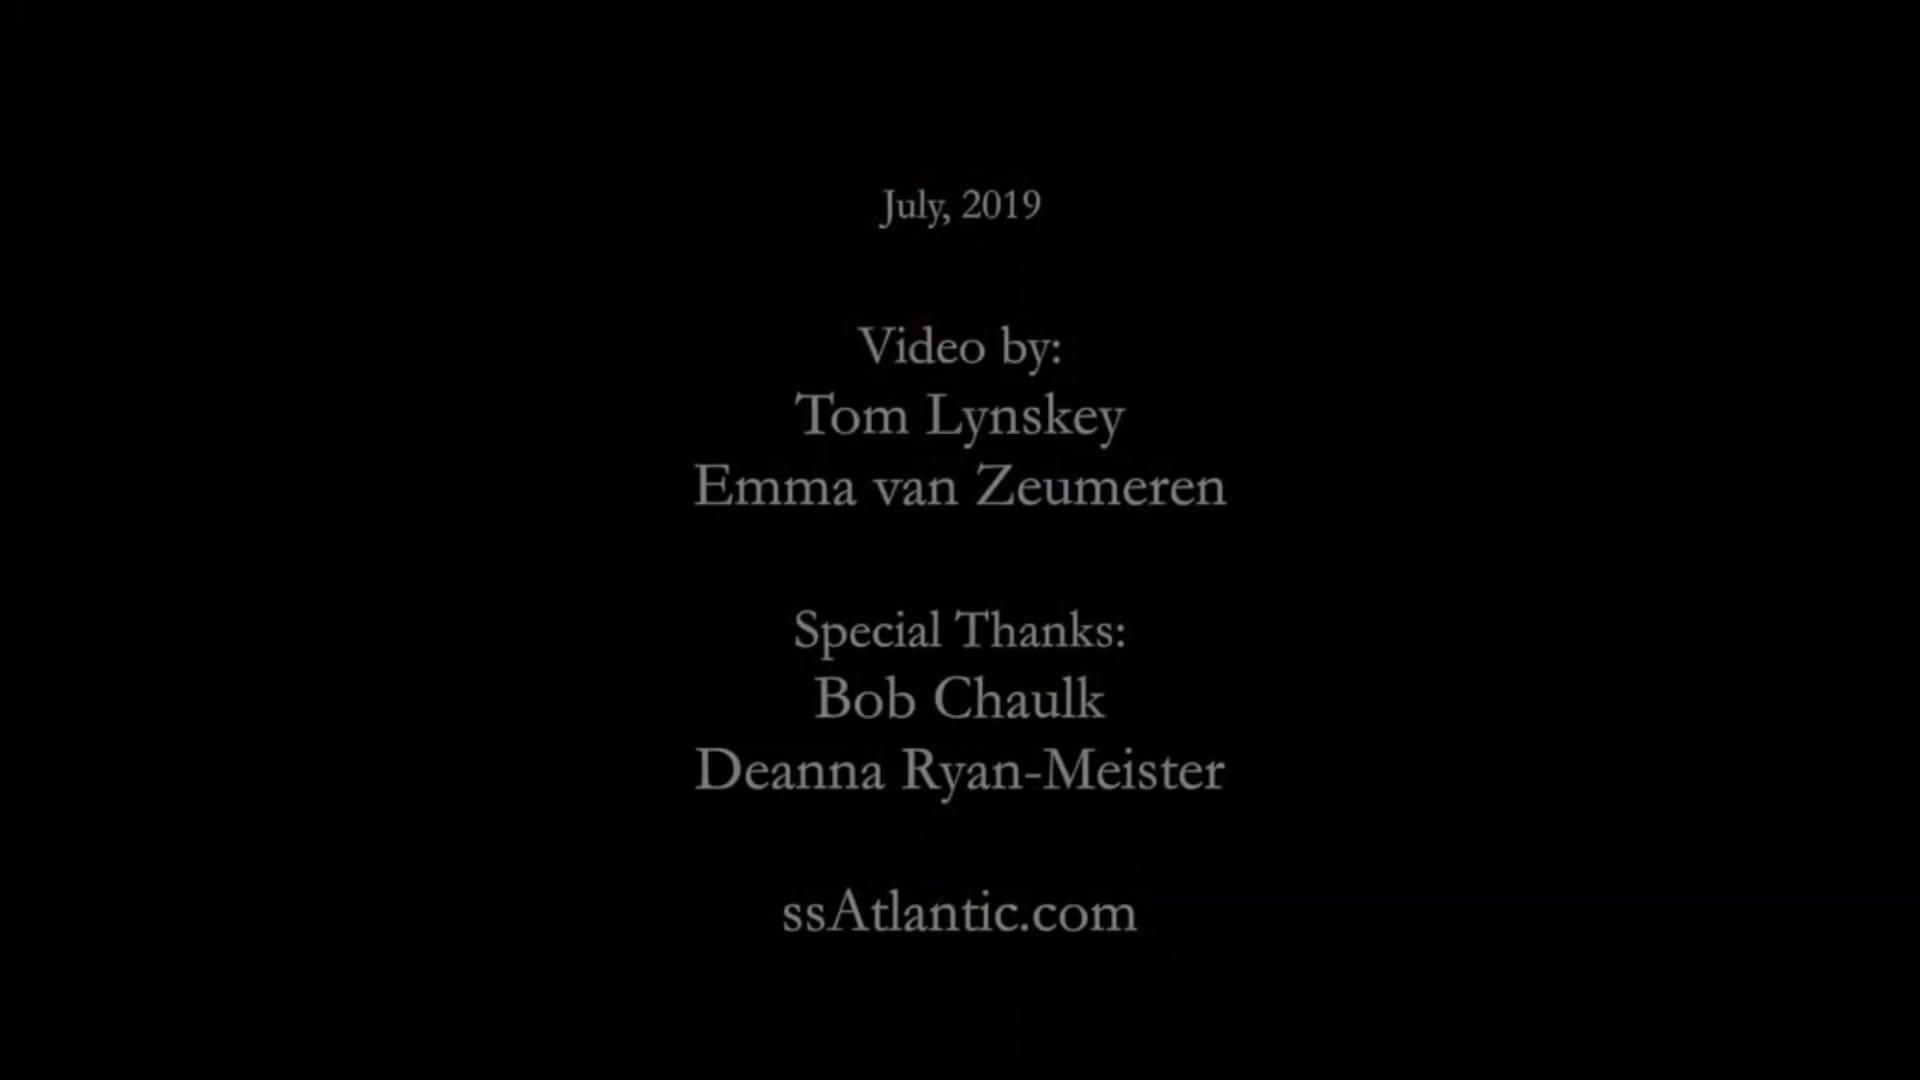 July, 2019
Video by:
Tom Lynskey
Emma van Zeumeren
Special Thanks:
Bob Chaulk
Deanna Ryan-Meister
ssAtlantic.com